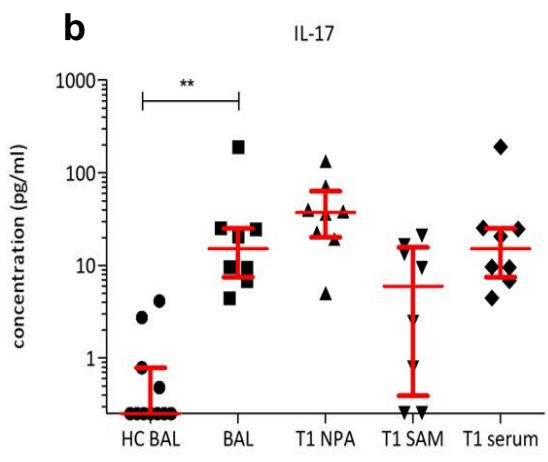 b
IL-17
concentration (pg/ml)
1000
100
10
1
**
HC BAL
BAL
T1 NPA
T1 SAM
T1 serum